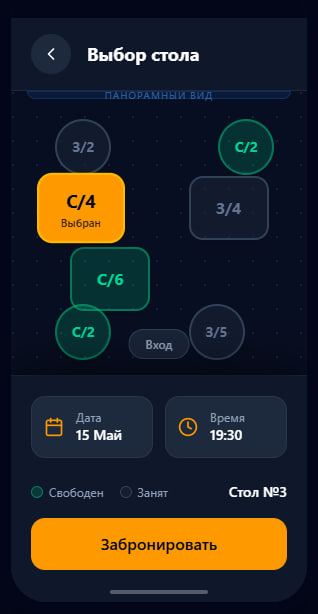 Выбор стола
ПАНОРАМНЫЙ ВИД
З/2
С/2
С/4
Выбран
З/4
С/6
С/2
Вход
З/5
Дата
15 Май
Время
19:30
Свободен
Занят
Стол №3
Забронировать